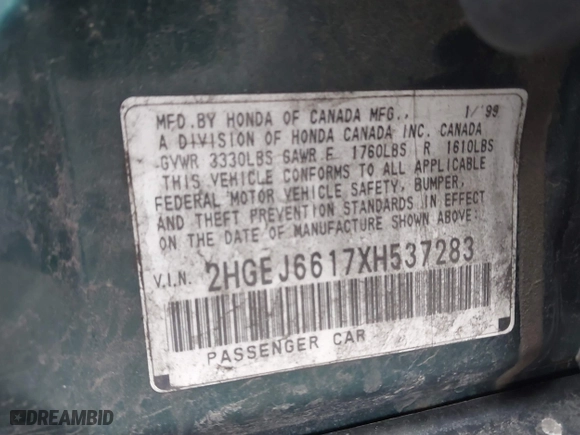 MFD. BY HONDA OF CANADA MFG., 1/'99
A DIVISION OF HONDA CANADA INC. CANADA
GVWR 3330LBS GAWR F 1760LBS R 1610LBS
THIS VEHICLE CONFORMS TO ALL APPLICABLE
FEDERAL MOTOR VEHICLE SAFETY, BUMPER,
AND THEFT PREVENTION STANDARDS IN EFFECT
ON THE DATE OF MANUFACTURE SHOWN ABOVE:
V.I.N. 2HGEJ6617XH537283
PASSENGER CAR
DREAMBID